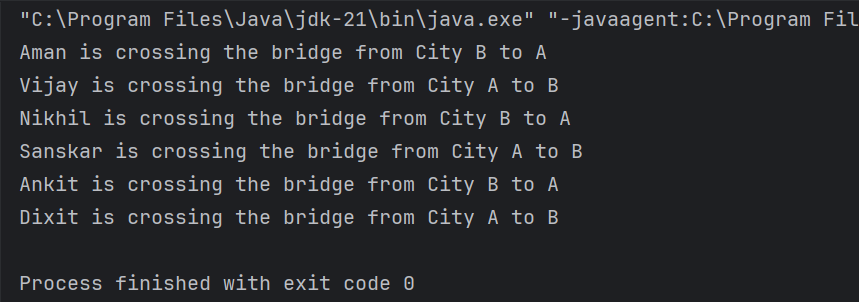 "C:\Program Files\Java\jdk-21\bin\java.exe" "-javaagent:C:\Program Fil
Aman is crossing the bridge from City B to A
Vijay is crossing the bridge from City A to B
Nikhil is crossing the bridge from City B to A
Sanskar is crossing the bridge from City A to B
Ankit is crossing the bridge from City B to A
Dixit is crossing the bridge from City A to B
Process finished with exit code 0